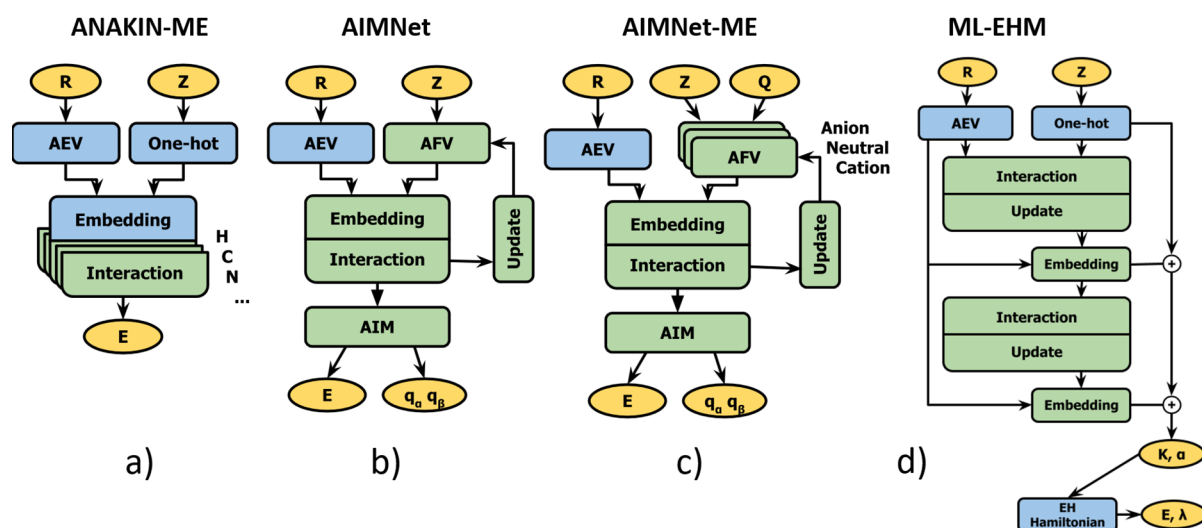 ANAKIN-ME
AIMNet
AIMNet-ME
ML-EHM
R
Z
AEV
One-hot
Embedding
Interaction
H
C
N
...
E
a)
R
Z
AEV
AFV
Embedding
Interaction
Update
AIM
E
qα qβ
b)
R
Z
Q
AEV
AFV
Anion
Neutral
Cation
Embedding
Interaction
Update
AIM
E
qα qβ
c)
R
Z
AEV
One-hot
Interaction
Update
Embedding
+
Interaction
Update
Embedding
+
K, α
EH
Hamiltonian
E, λ
d)